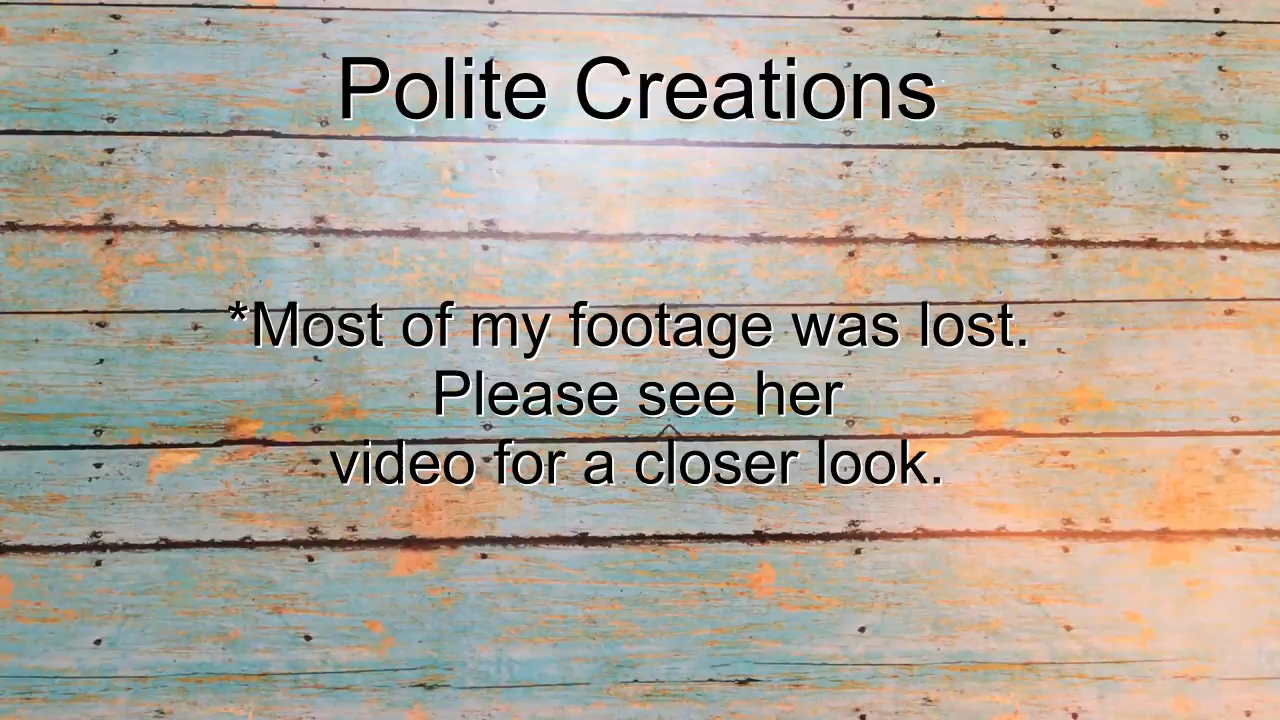 Polite Creations
*Most of my footage was lost.
Please see her
video for a closer look.